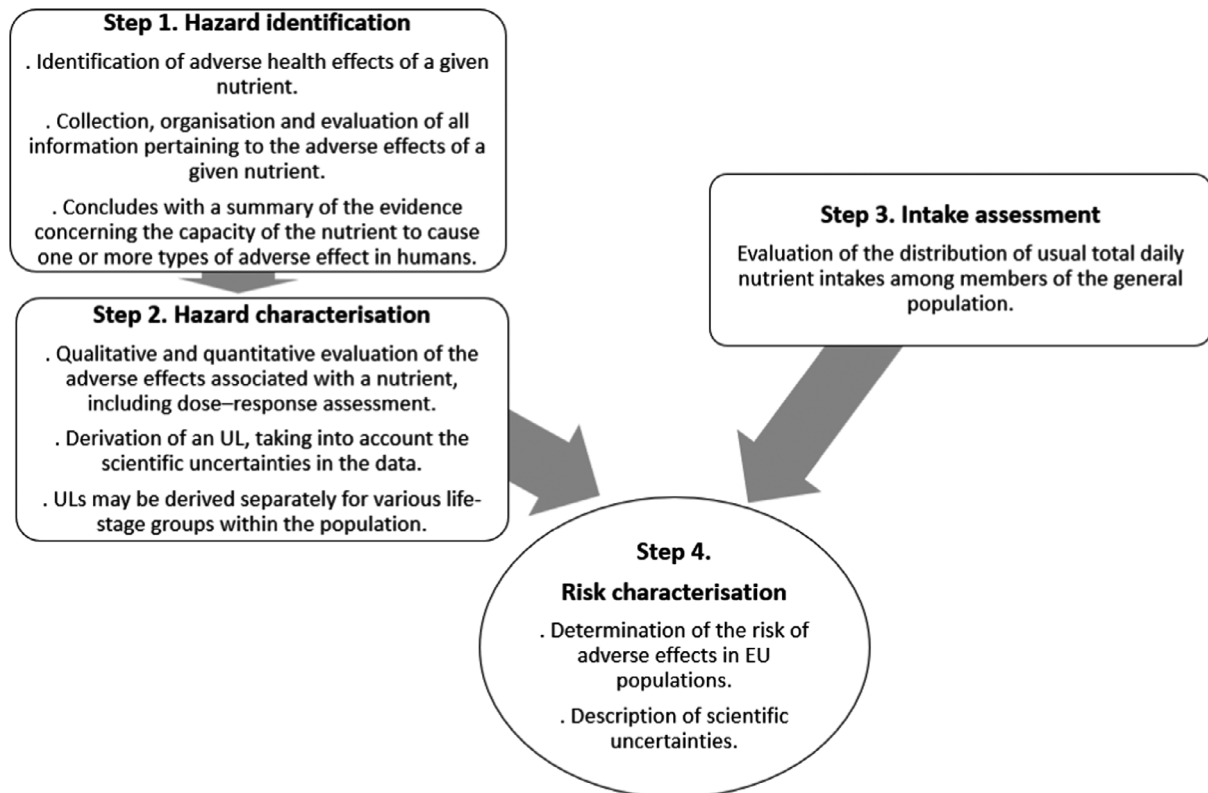 Step 1. Hazard identification
. Identification of adverse health effects of a given
nutrient.
. Collection, organisation and evaluation of all
information pertaining to the adverse effects of a
given nutrient.
. Concludes with a summary of the evidence
concerning the capacity of the nutrient to cause
one or more types of adverse effect in humans.
Step 2. Hazard characterisation
. Qualitative and quantitative evaluation of the
adverse effects associated with a nutrient,
including dose–response assessment.
. Derivation of an UL, taking into account the
scientific uncertainties in the data.
. ULs may be derived separately for various life-
stage groups within the population.
Step 3. Intake assessment
Evaluation of the distribution of usual total daily
nutrient intakes among members of the general
population.
Step 4.
Risk characterisation
. Determination of the risk of
adverse effects in EU
populations.
. Description of scientific
uncertainties.